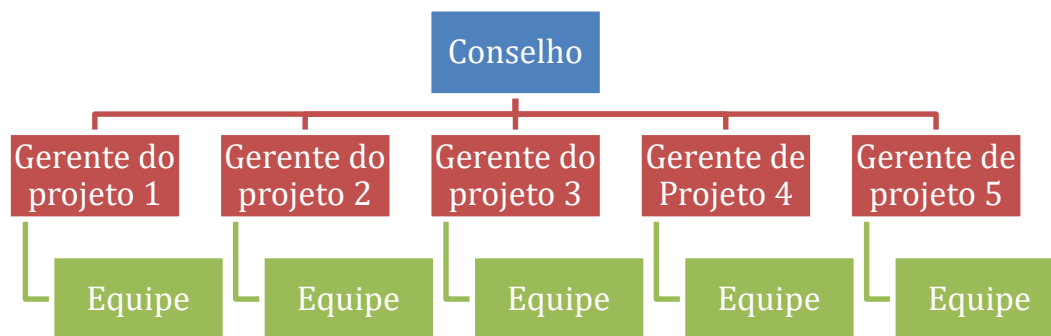 Conselho
Gerente do
projeto 1
Gerente do
projeto 2
Gerente do
projeto 3
Gerente de
Projeto 4
Gerente de
projeto 5
Equipe
Equipe
Equipe
Equipe
Equipe